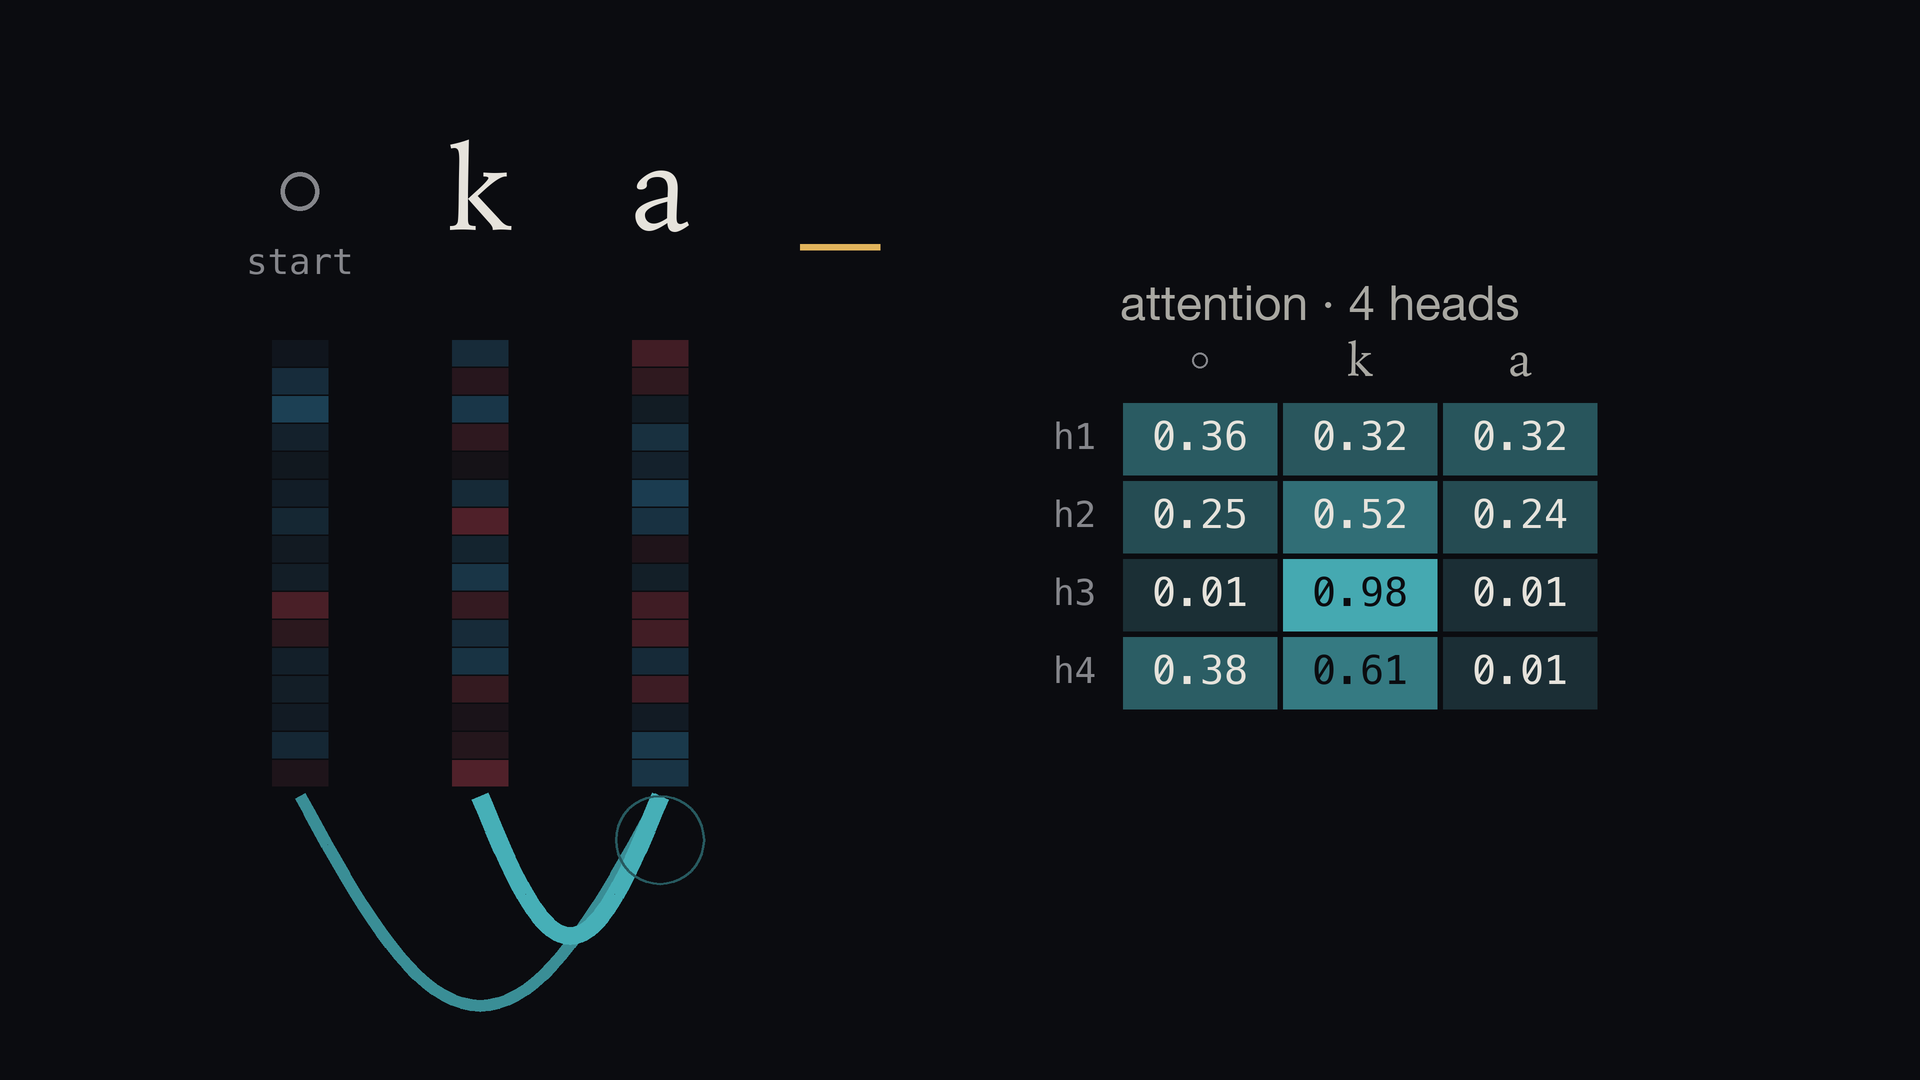 ○ k a _
start
attention · 4 heads
○ k a
h1 0.36 0.32 0.32
h2 0.25 0.52 0.24
h3 0.01 0.98 0.01
h4 0.38 0.61 0.01